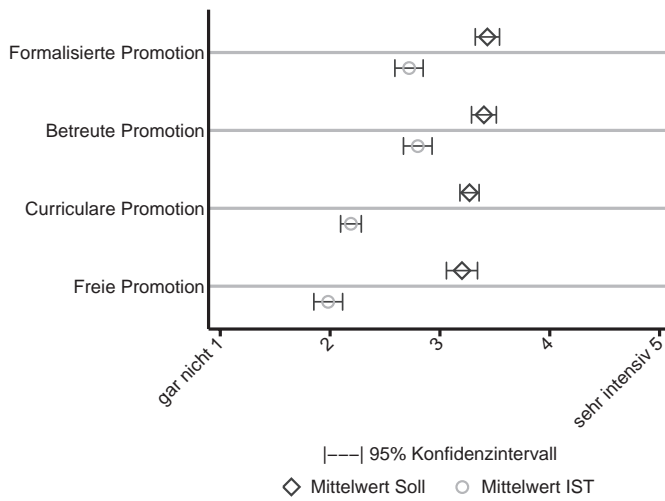 Formalisierte Promotion
Betreute Promotion
Curriculare Promotion
Freie Promotion
gar nicht 1
2
3
4
sehr intensiv 5
|−−−| 95% Konfidenzintervall
Mittelwert Soll
Mittelwert IST